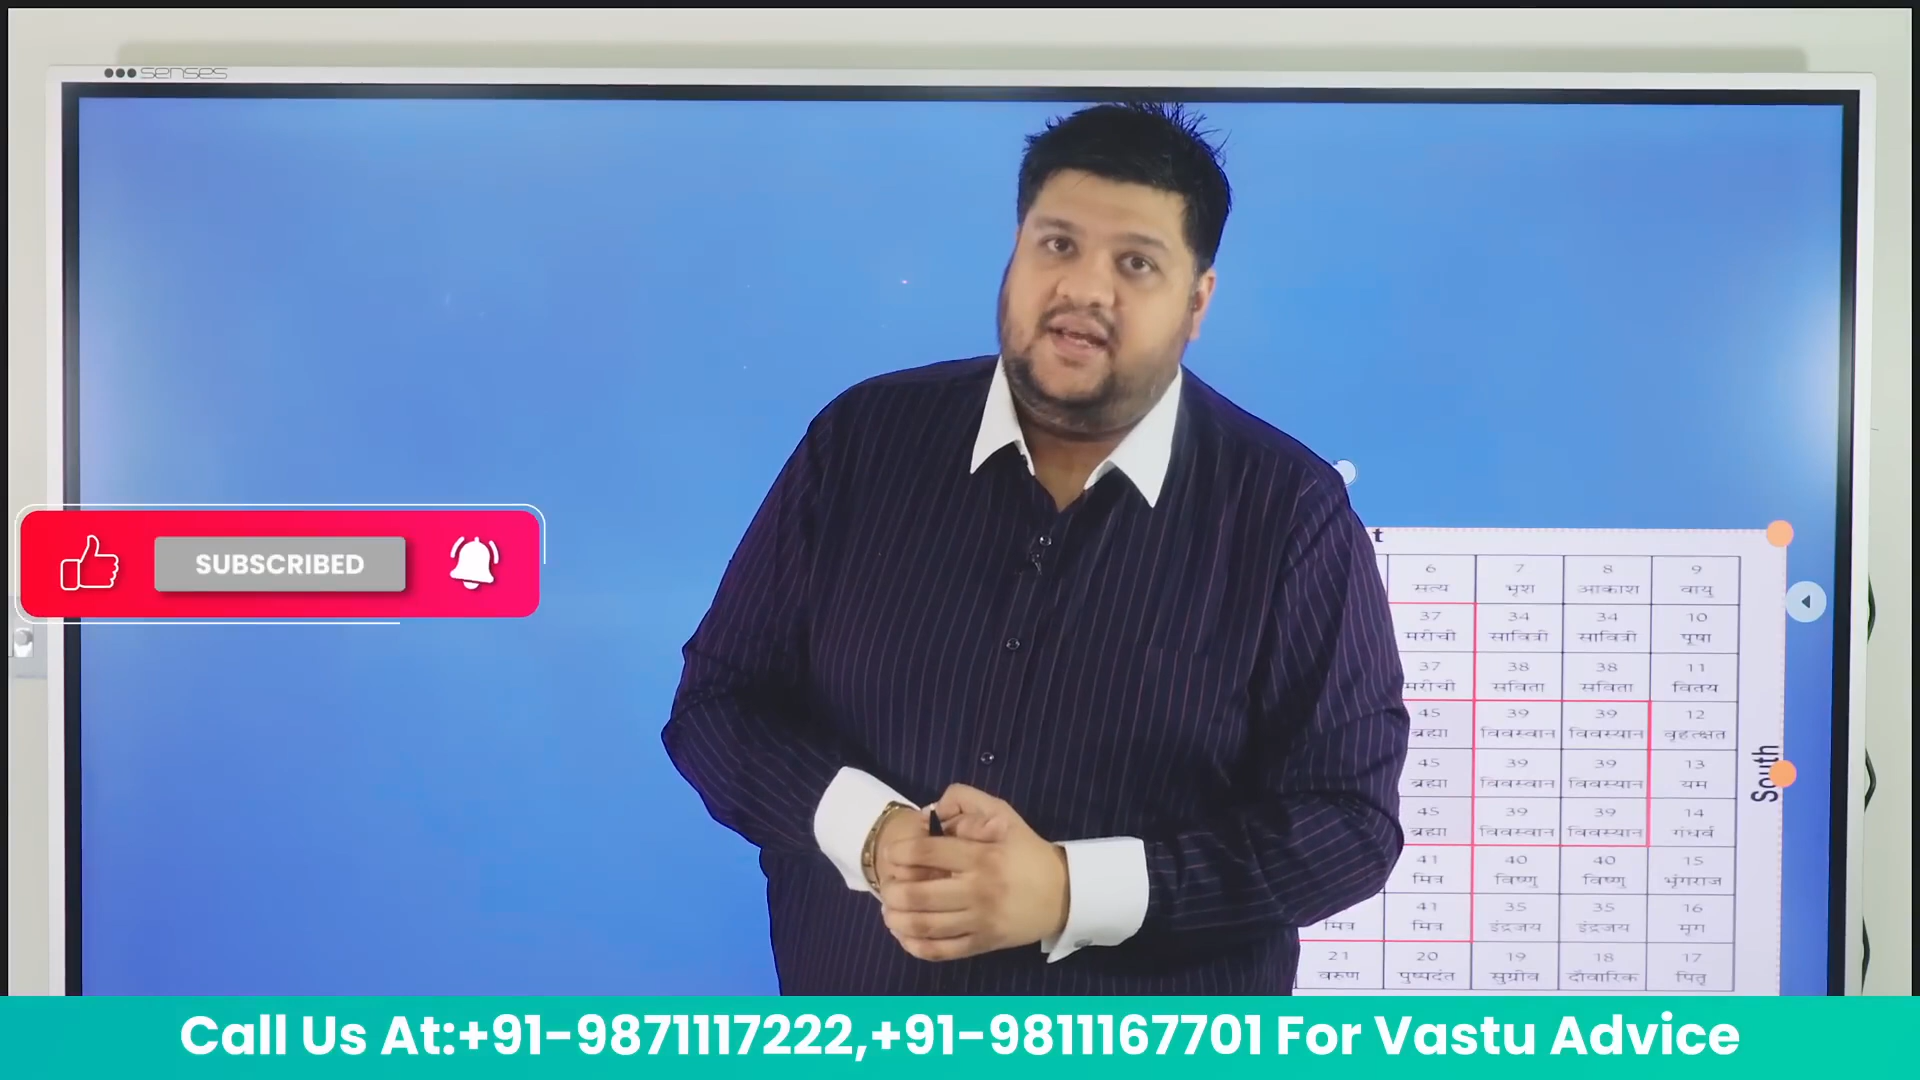 senses
SUBSCRIBED
t
6 7 8 9
सत्य भृश आकाश वायु
37 34 34 10
मरीची सावित्री सावित्री पूषा
37 38 38 11
मरीची सविता सविता वितय
45 39 39 12
ब्रह्मा विवस्वान विवस्वान वृहत्क्षत
45 39 39 13
ब्रह्मा विवस्वान विवस्वान यम
45 39 39 14
ब्रह्मा विवस्वान विवस्वान गंधर्व
South
41 40 40 15
मित्र विष्णु विष्णु भृंगराज
41 35 35 16
मित्र मित्र इंद्रजय इंद्रजय मृग
21 20 19 18 17
वरूण पुष्पदंत सुग्रीव दौवारिक पितृ
Call Us At:+91-9871117222,+91-9811167701 For Vastu Advice